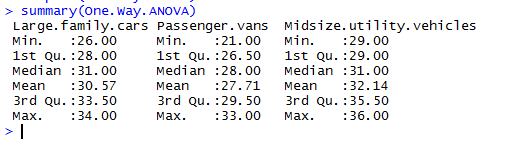 > summary(One.Way.ANOVA)
Large.family.cars Passenger.vans Midsize.utility.vehicles
Min. :26.00 Min. :21.00 Min. :29.00
1st Qu.:28.00 1st Qu.:26.50 1st Qu.:29.00
Median :31.00 Median :28.00 Median :31.00
Mean :30.57 Mean :27.71 Mean :32.14
3rd Qu.:33.50 3rd Qu.:29.50 3rd Qu.:35.50
Max. :34.00 Max. :33.00 Max. :36.00
>